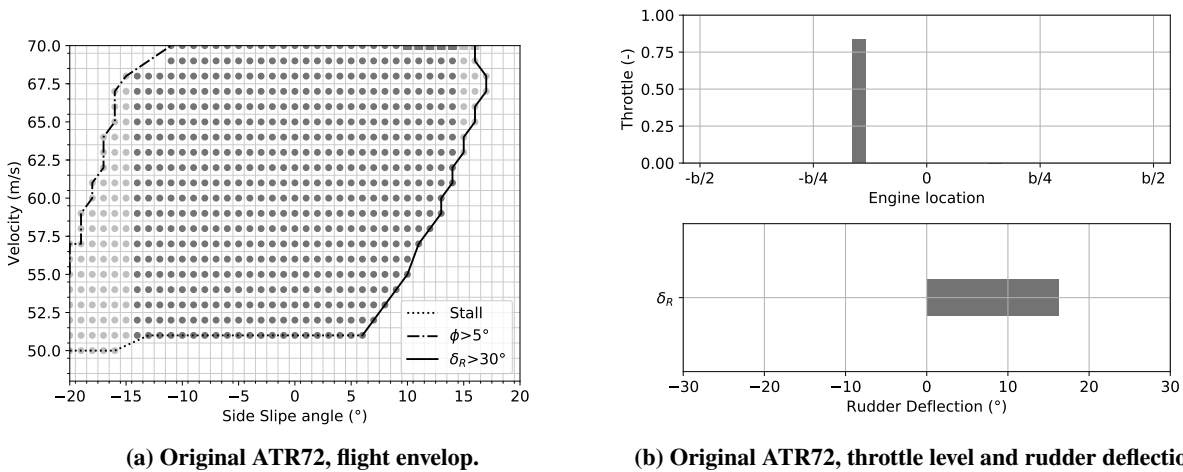 70.0
67.5
65.0
62.5
60.0
57.5
55.0
52.5
50.0
Velocity (m/s)
−20 −15 −10 −5 0 5 10 15 20
Side Slipe angle (°)
Stall
ϕ>5°
δR>30°
(a) Original ATR72, flight envelop.
1.00
0.75
0.50
0.25
0.00
Throttle (-)
-b/2 -b/4 0 b/4 b/2
Engine location
δR
−30 −20 −10 0 10 20 30
Rudder Deflection (°)
(b) Original ATR72, throttle level and rudder deflectio